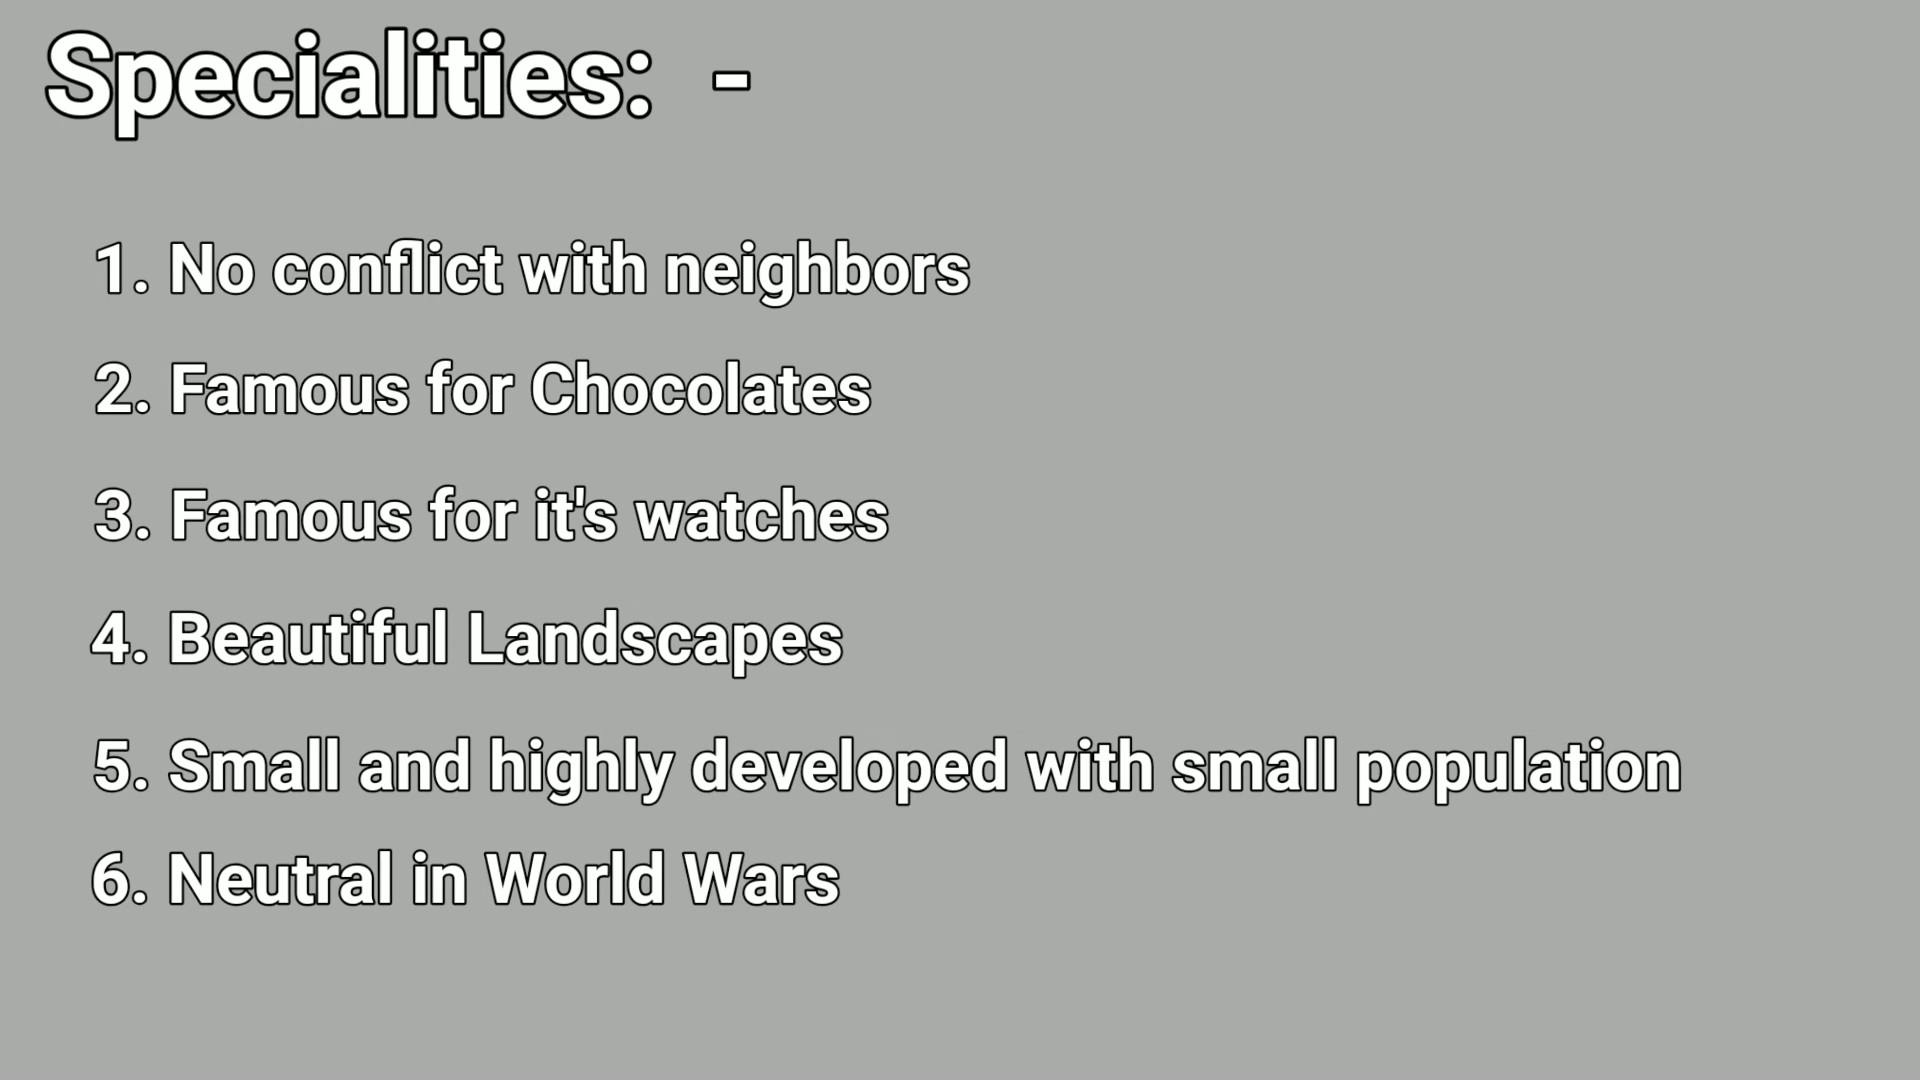 Specialities: -
1. No conflict with neighbors
2. Famous for Chocolates
3. Famous for it's watches
4. Beautiful Landscapes
5. Small and highly developed with small population
6. Neutral in World Wars